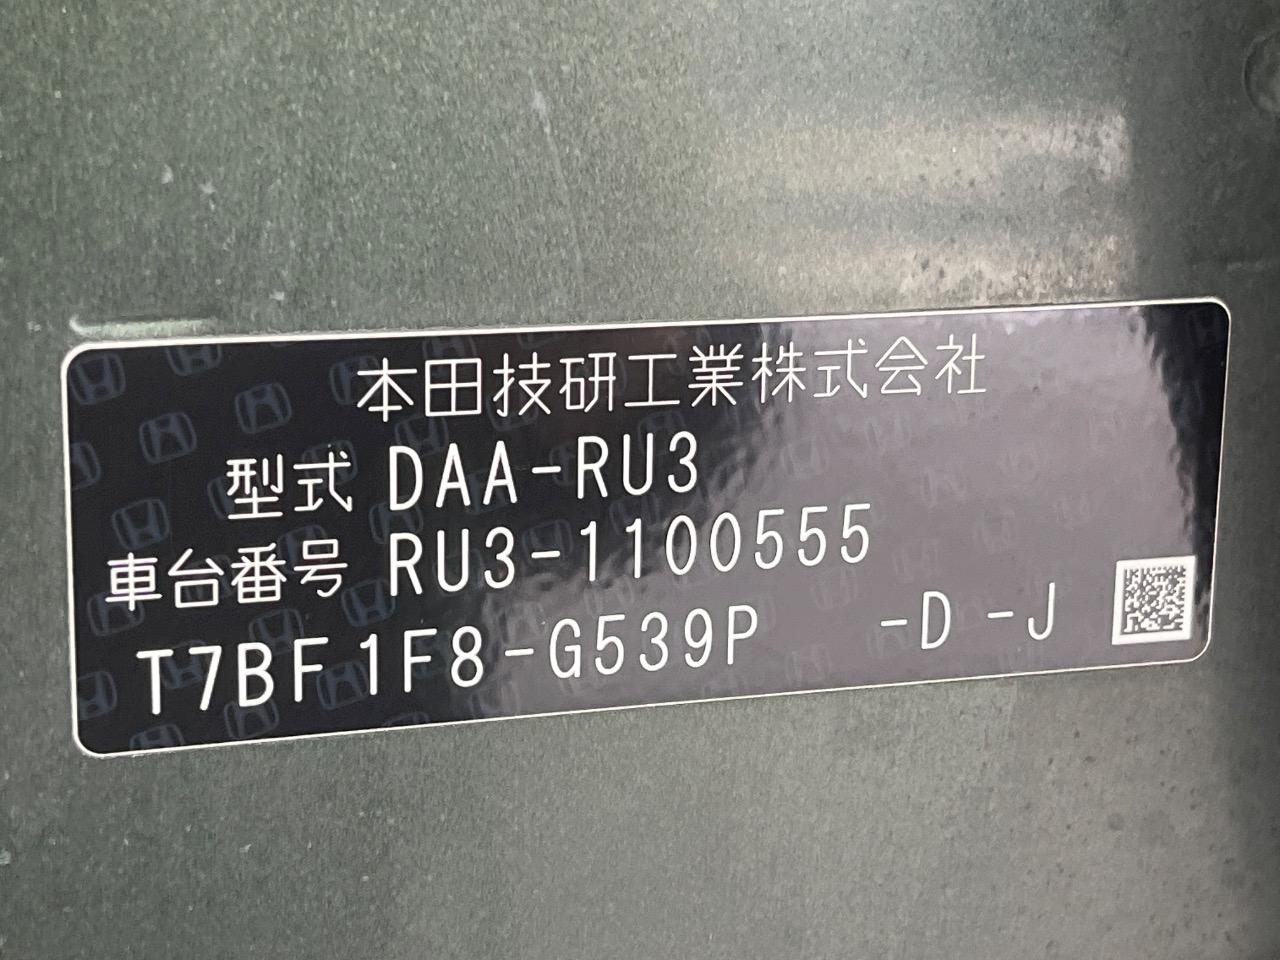 本田技研工業株式会社
型式 DAA-RU3
車台番号 RU3-1100555
T7BF1F8-G539P -D -J